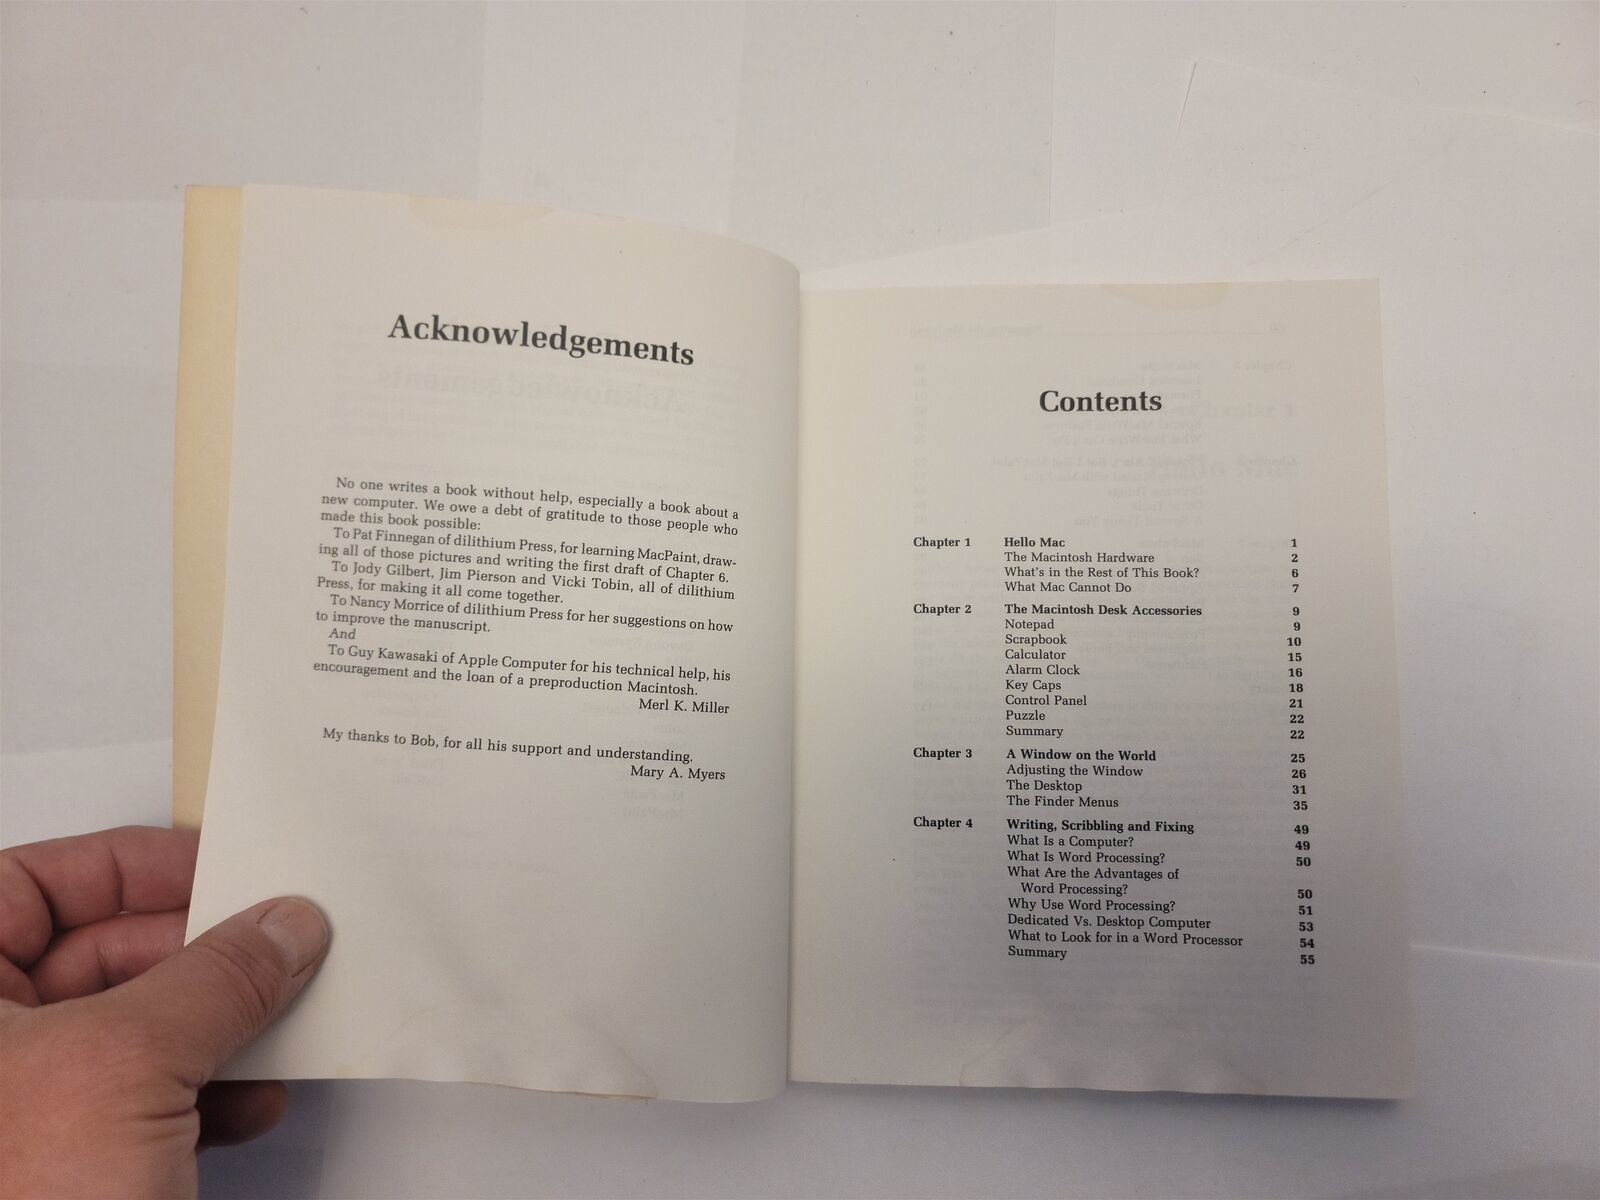 Acknowledgements
No one writes a book without help, especially a book about a
new computer. We owe a debt of gratitude to those people who
made this book possible:
To Pat Finnegan of dilithium Press, for learning MacPaint, draw-
ing all of those pictures and writing the first draft of Chapter 6.
To Jody Gilbert, Jim Pierson and Vicki Tobin, all of dilithium
Press, for making it all come together.
To Nancy Morrice of dilithium Press for her suggestions on how
to improve the manuscript.
And
To Guy Kawasaki of Apple Computer for his technical help, his
encouragement and the loan of a preproduction Macintosh.
Merl K. Miller
My thanks to Bob, for all his support and understanding.
Mary A. Myers
Contents
Chapter 1 Hello Mac 1
The Macintosh Hardware 2
What's in the Rest of This Book? 6
What Mac Cannot Do 7
Chapter 2 The Macintosh Desk Accessories 9
Notepad 9
Scrapbook 10
Calculator 15
Alarm Clock 16
Key Caps 18
Control Panel 21
Puzzle 22
Summary 22
Chapter 3 A Window on the World 25
Adjusting the Window 26
The Desktop 31
The Finder Menus 35
Chapter 4 Writing, Scribbling and Fixing 49
What Is a Computer? 49
What Is Word Processing? 50
What Are the Advantages of
Word Processing? 50
Why Use Word Processing? 51
Dedicated Vs. Desktop Computer 53
What to Look for in a Word Processor 54
Summary 55